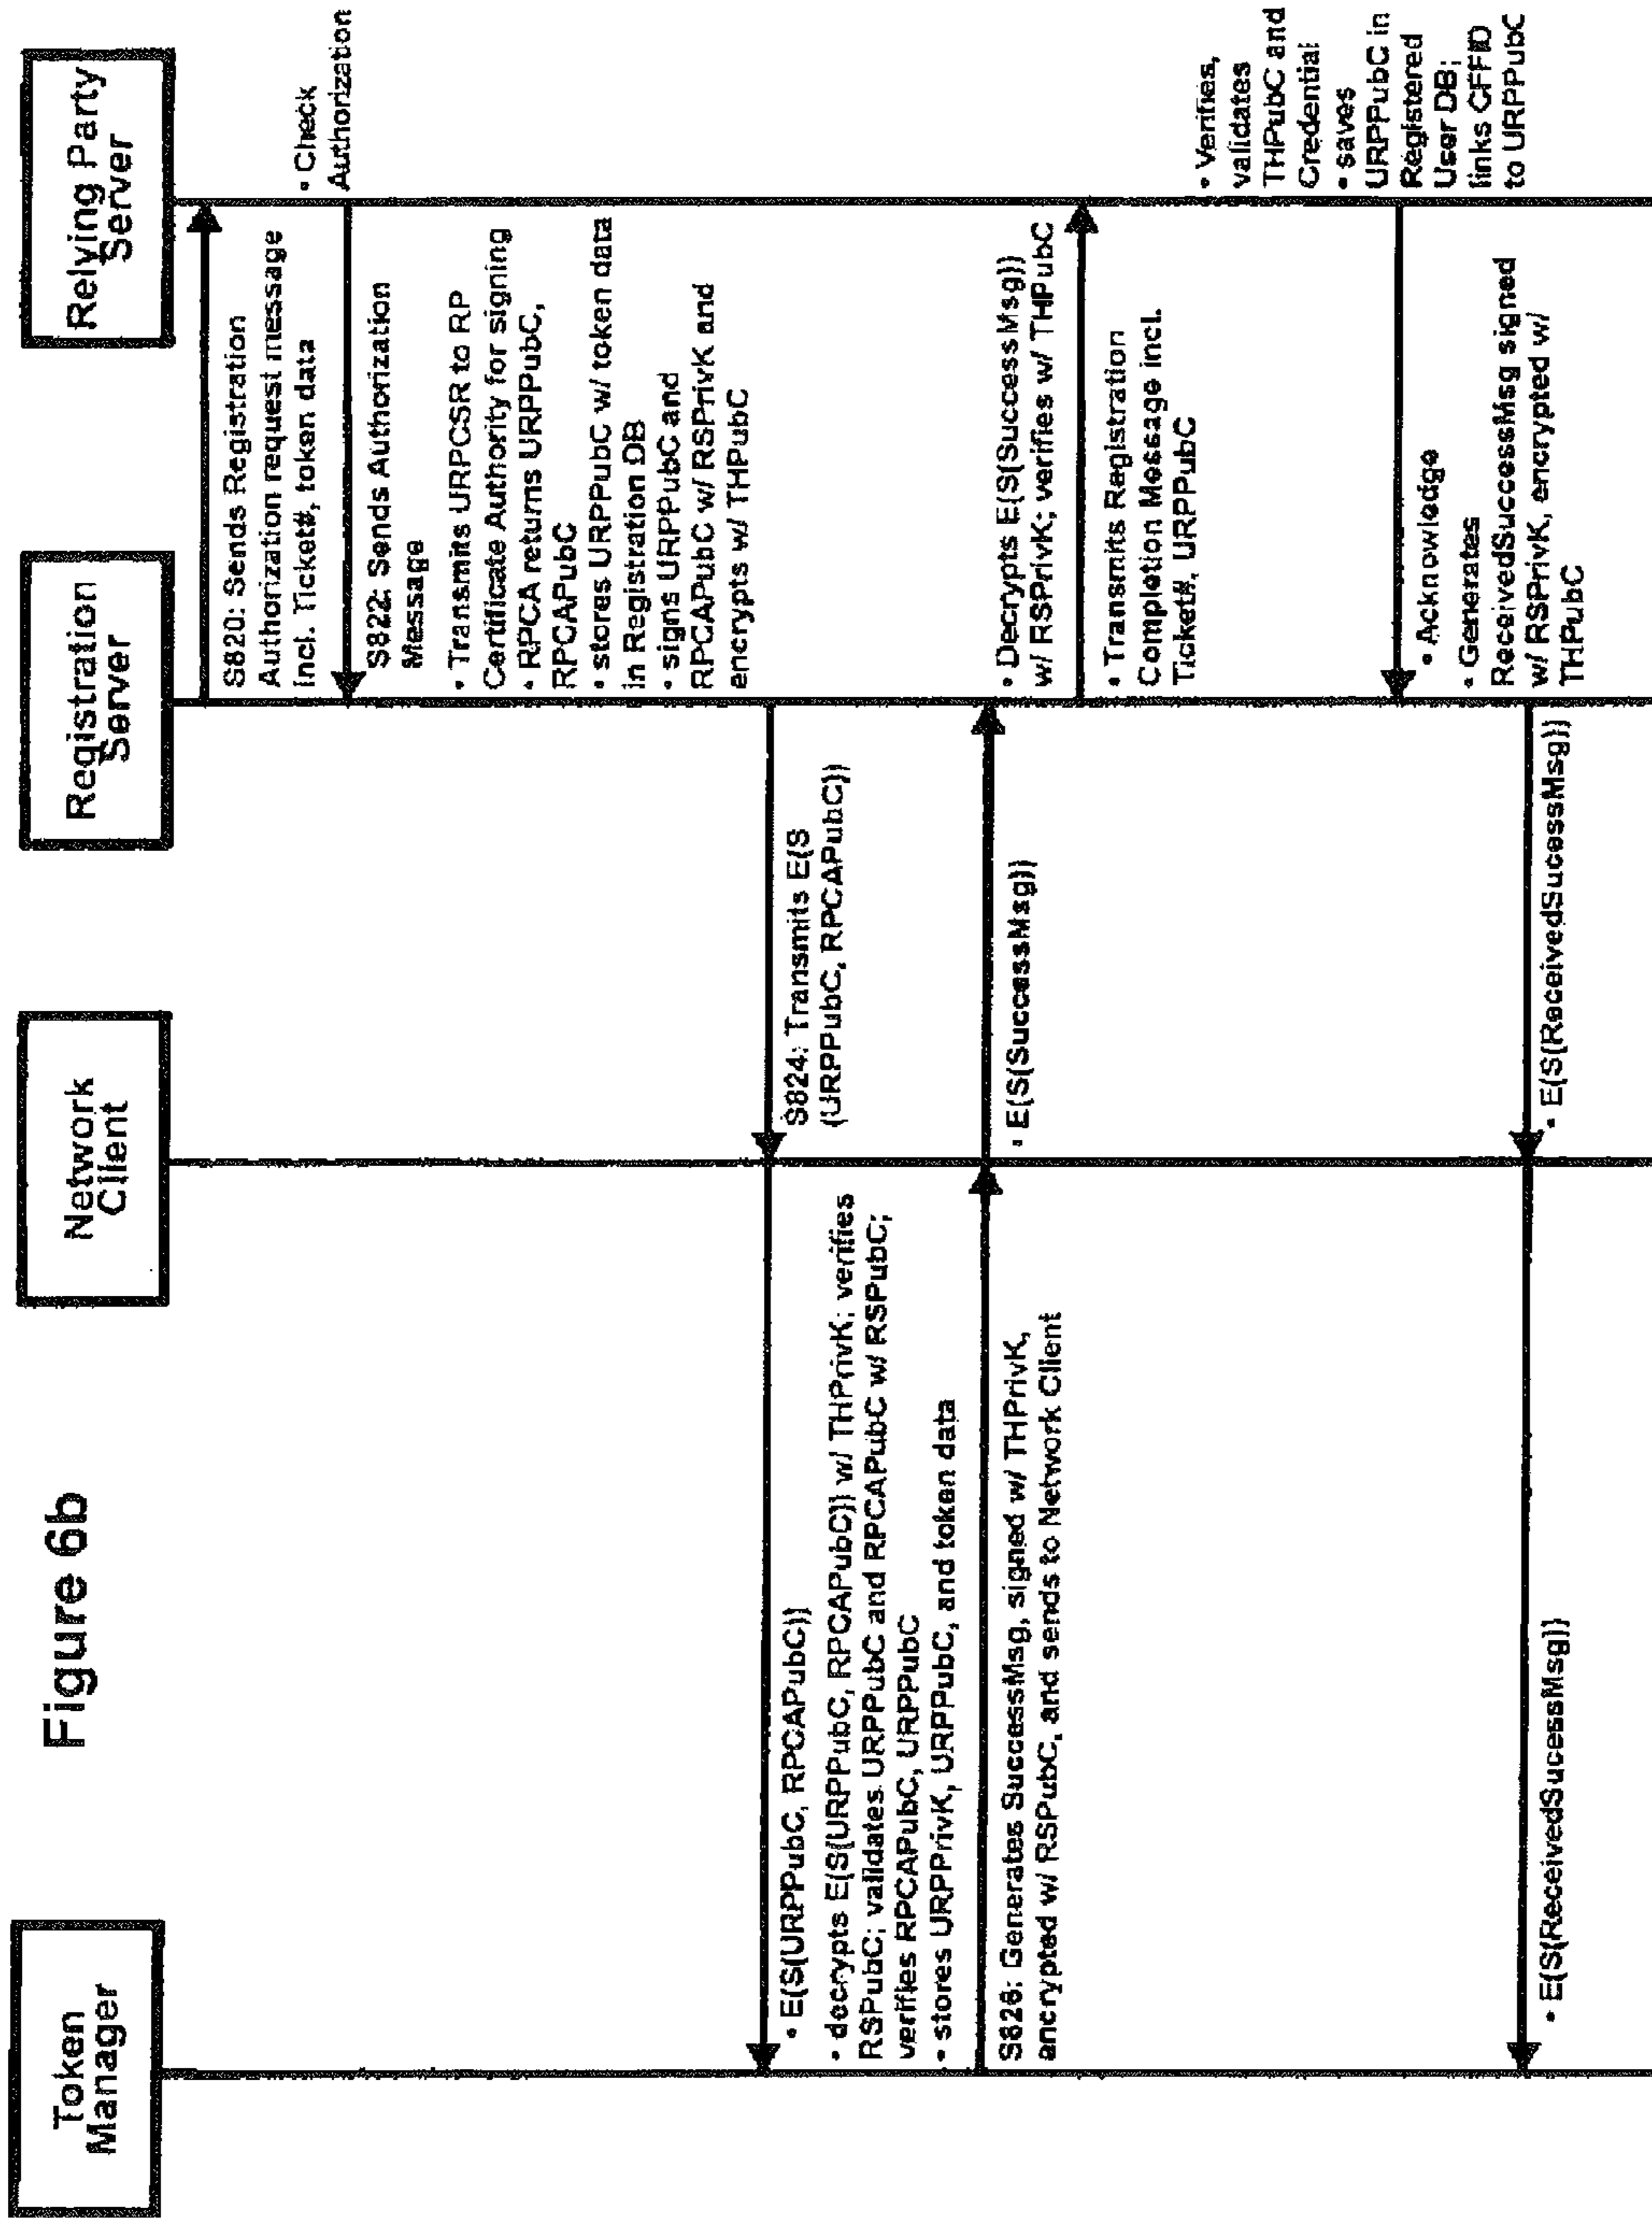 Figure 6b
Token
Manager
Network
Client
Registration
Server
Relying Party
Server
S820: Sends Registration
Authorization request message
incl. Ticket#, token data
• Check
Authorization
S822: Sends Authorization
Message
• Transmits URPCSR to RP
Certificate Authority for signing
• RPCA returns URPPubC,
RPCAPubC
• stores URPPubC w/ token data
in Registration DB
• signs URPPubC and
RPCAPubC w/ RSPrivK and
encrypts w/ THPubC
S824: Transmits E(S
(URPPubC, RPCAPubC))
• E(S(URPPubC, RPCAPubC))
• decrypts E(S(URPPubC, RPCAPubC)) w/ THPrivK; verifies
RSPubC; validates URPPubC and RPCAPubC w/ RSPubC;
verifies RPCAPubC, URPPubC
• stores URPPrivK, URPPubC, and token data
S826: Generates SuccessMsg, signed w/ THPrivK,
encrypted w/ RSPubC, and sends to Network Client
• E(S(SuccessMsg))
• Decrypts E(S(SuccessMsg))
w/ RSPrivK; verifies w/ THPubC
• Transmits Registration
Completion Message incl.
Ticket#, URPPubC
• Verifies,
validates
THPubC and
Credential
• saves
URPPubC in
Registered
User DB;
links CFFID
to URPPubC
• Acknowledge
• Generates
ReceivedSuccessMsg signed
w/ RSPrivK, encrypted w/
THPubC
• E(S(ReceivedSucessMsg))
• E(S(ReceivedSucessMsg))